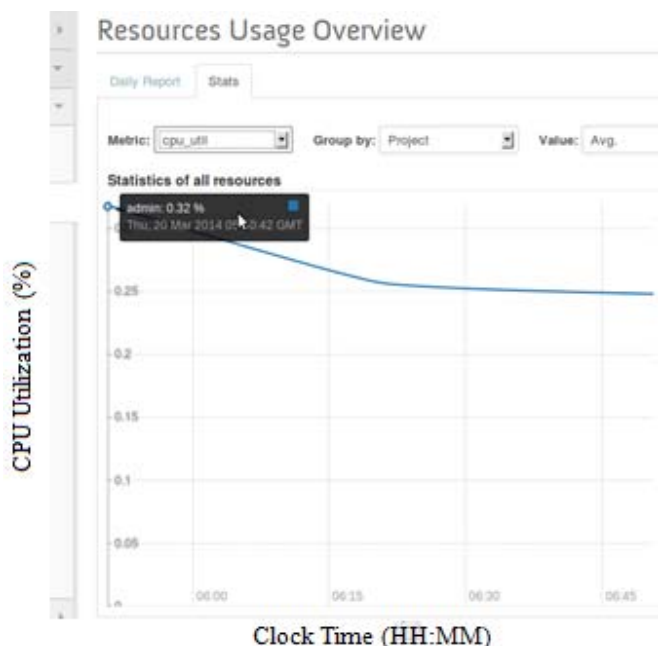 Resources Usage Overview
Daily Report Stats
Metric: cpu_util Group by: Project Value: Avg.
Statistics of all resources
admin: 0.32 %
Thu, 20 Mar 2014 GMT
0.25
0.2
0.15
0.1
0.05
0
06:00 06:15 06:30 06:45
CPU Utilization (%)
Clock Time (HH:MM)